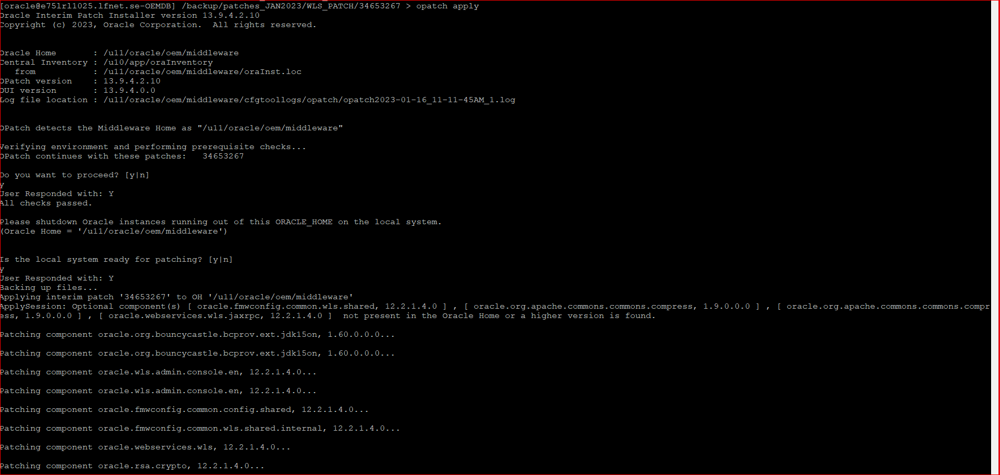 [oracle@e75lrl1025.lfnet.se-OEMDB] /backup/patches_JAN2023/WLS_PATCH/34653267 > opatch apply
Oracle Interim Patch Installer version 13.9.4.2.10
Copyright (c) 2023, Oracle Corporation.  All rights reserved.
Oracle Home       : /u11/oracle/oem/middleware
Central Inventory : /u10/app/oraInventory
   from           : /u11/oracle/oem/middleware/oraInst.loc
OPatch version    : 13.9.4.2.10
OUI version       : 13.9.4.0.0
Log file location : /u11/oracle/oem/middleware/cfgtoollogs/opatch/opatch2023-01-16_11-11-45AM_1.log
OPatch detects the Middleware Home as "/u11/oracle/oem/middleware"
Verifying environment and performing prerequisite checks...
OPatch continues with these patches:   34653267
Do you want to proceed? [y|n]
y
User Responded with: Y
All checks passed.
Please shutdown Oracle instances running out of this ORACLE_HOME on the local system.
(Oracle Home = '/u11/oracle/oem/middleware')
Is the local system ready for patching? [y|n]
y
User Responded with: Y
Backing up files...
Applying interim patch '34653267' to OH '/u11/oracle/oem/middleware'
ApplySession: Optional component(s) [ oracle.fmwconfig.common.wls.shared, 12.2.1.4.0 ] , [ oracle.org.apache.commons.commons.compress, 1.9.0.0.0 ] , [ oracle.org.apache.commons.commons.compr
ess, 1.9.0.0.0 ] , [ oracle.webservices.wls.jaxrpc, 12.2.1.4.0 ]  not present in the Oracle Home or a higher version is found.
Patching component oracle.org.bouncycastle.bcprov.ext.jdk15on, 1.60.0.0.0...
Patching component oracle.org.bouncycastle.bcprov.ext.jdk15on, 1.60.0.0.0...
Patching component oracle.wls.admin.console.en, 12.2.1.4.0...
Patching component oracle.wls.admin.console.en, 12.2.1.4.0...
Patching component oracle.fmwconfig.common.config.shared, 12.2.1.4.0...
Patching component oracle.fmwconfig.common.wls.shared.internal, 12.2.1.4.0...
Patching component oracle.webservices.wls, 12.2.1.4.0...
Patching component oracle.rsa.crypto, 12.2.1.4.0...